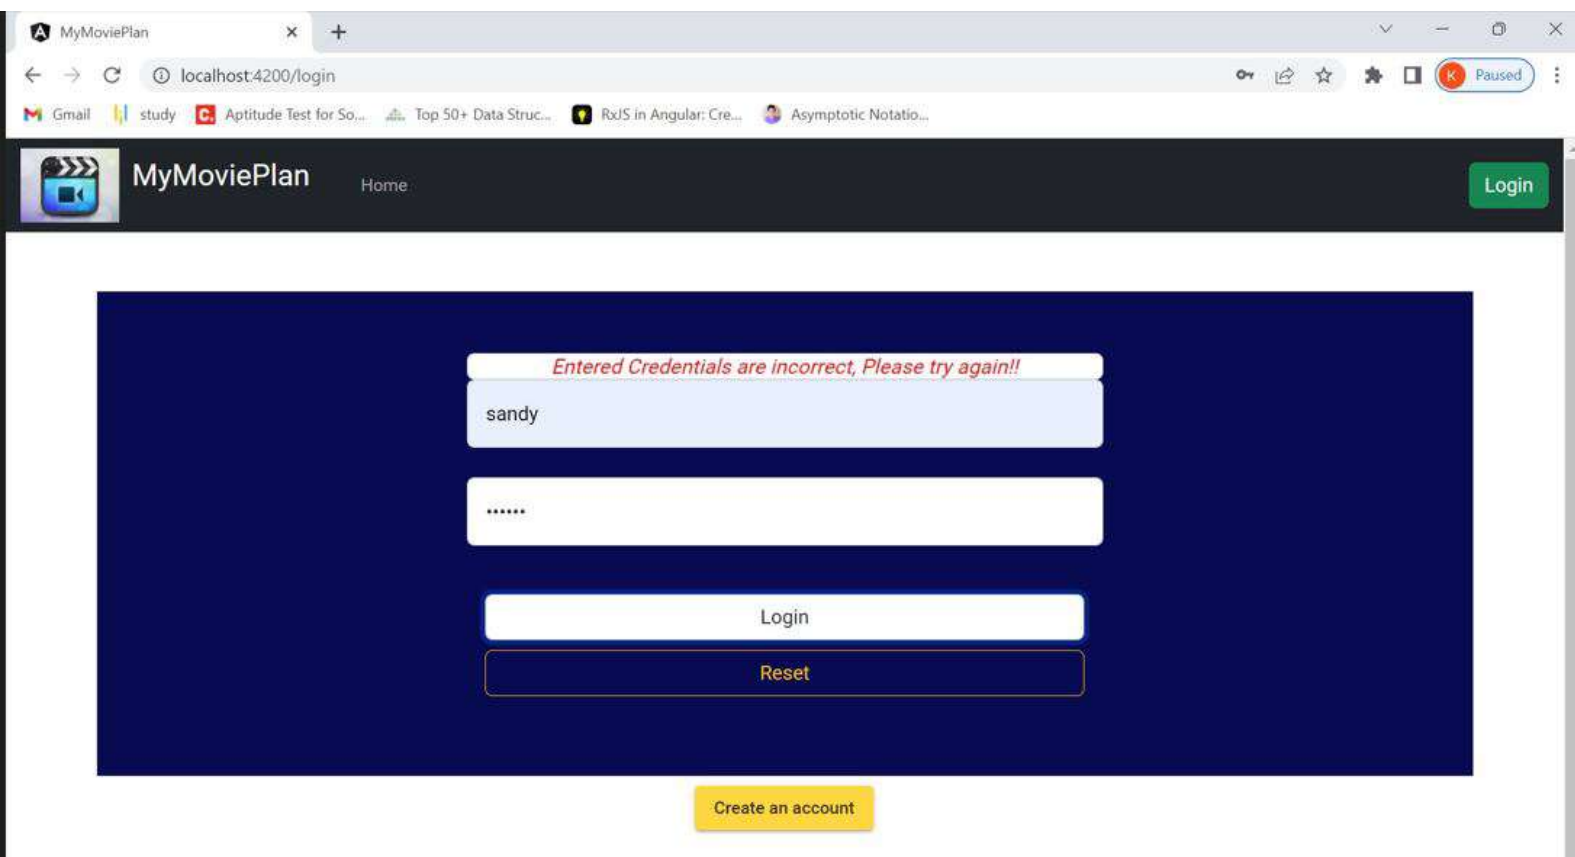 MyMoviePlan
localhost:4200/login
K Paused
Gmail study C. Aptitude Test for So... Top 50+ Data Struc... RxJS in Angular: Cre... Asymptotic Notatio...
MyMoviePlan Home Login
Entered Credentials are incorrect, Please try again!!
sandy
••••••
Login
Reset
Create an account